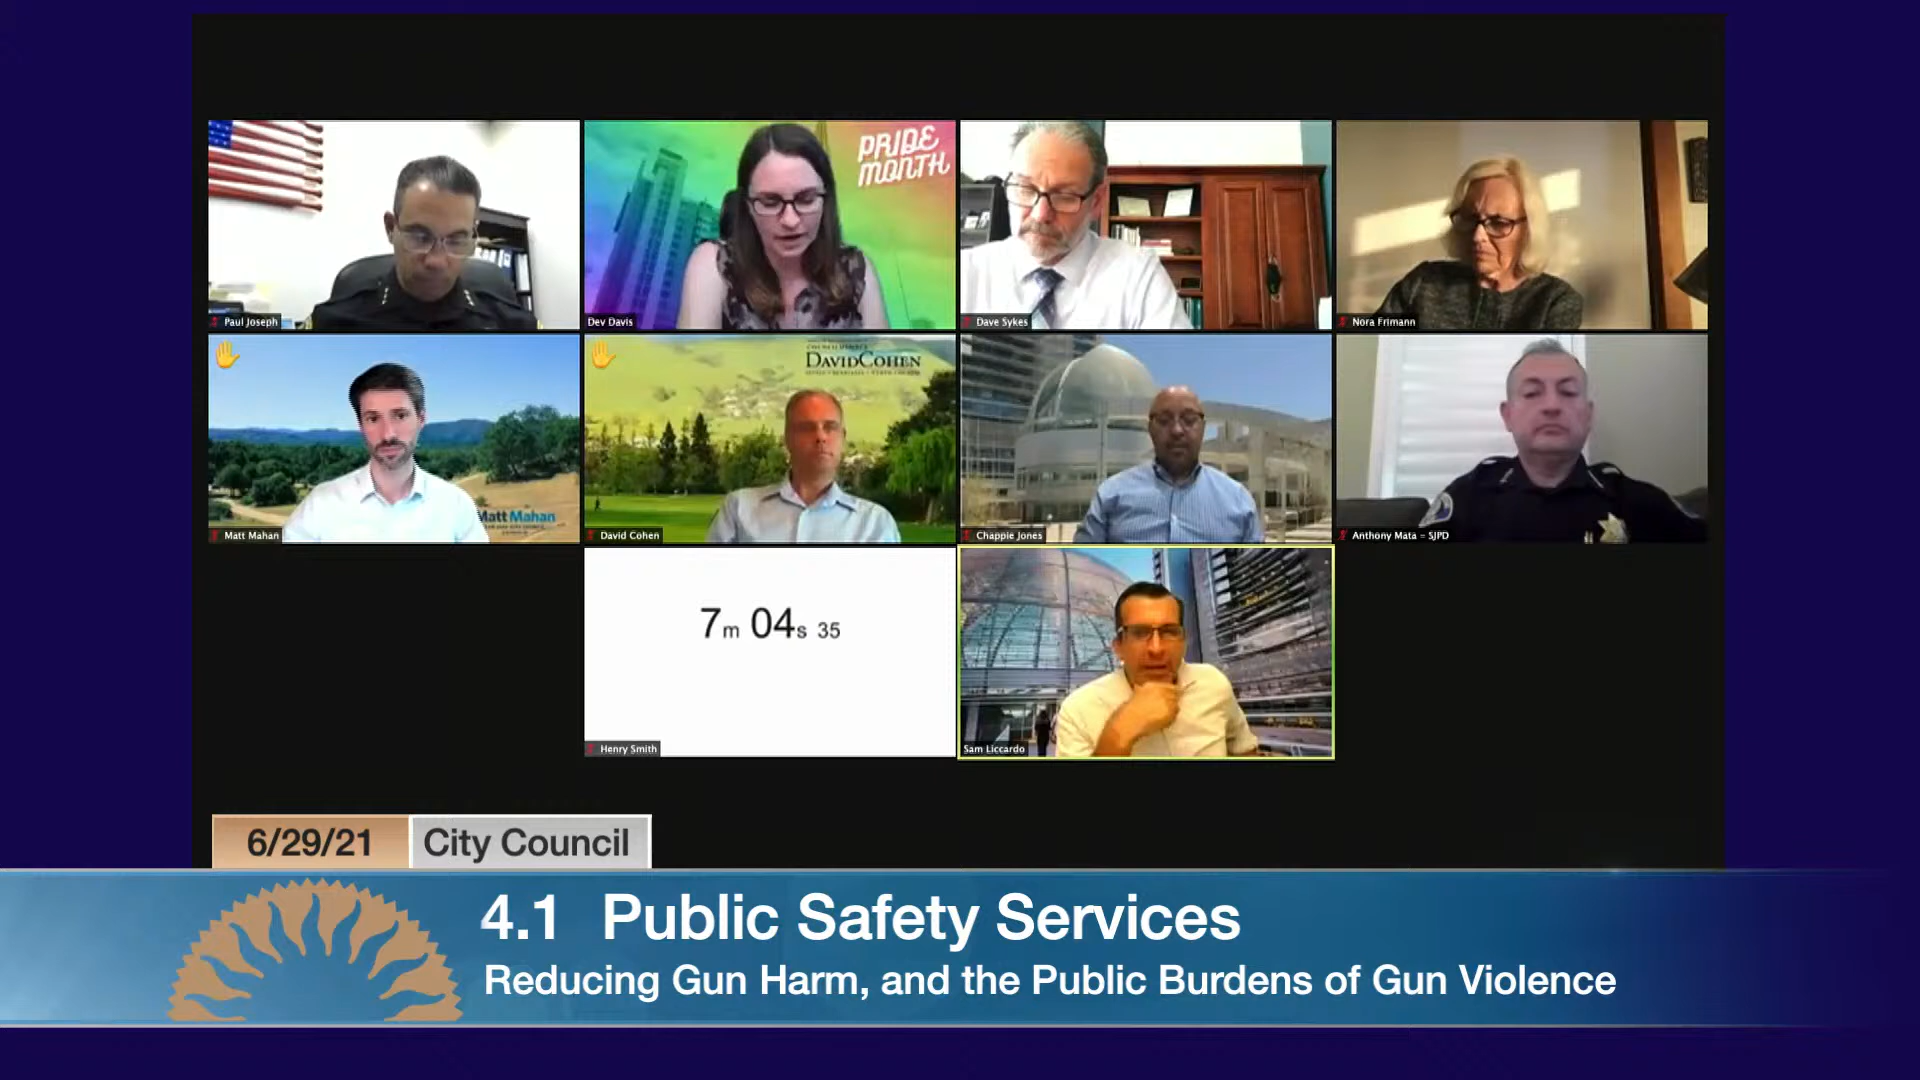 PRIDE
MONTH
Paul Joseph
Dev Davis
Dave Sykes
Nora Frimann
DAVIDCOHEN
Matt Mahan
Matt Mahan
David Cohen
Chappie Jones
Anthony Mata = SJPD
7m 04s 35
Henry Smith
Sam Liccardo
6/29/21 City Council
4.1 Public Safety Services
Reducing Gun Harm, and the Public Burdens of Gun Violence